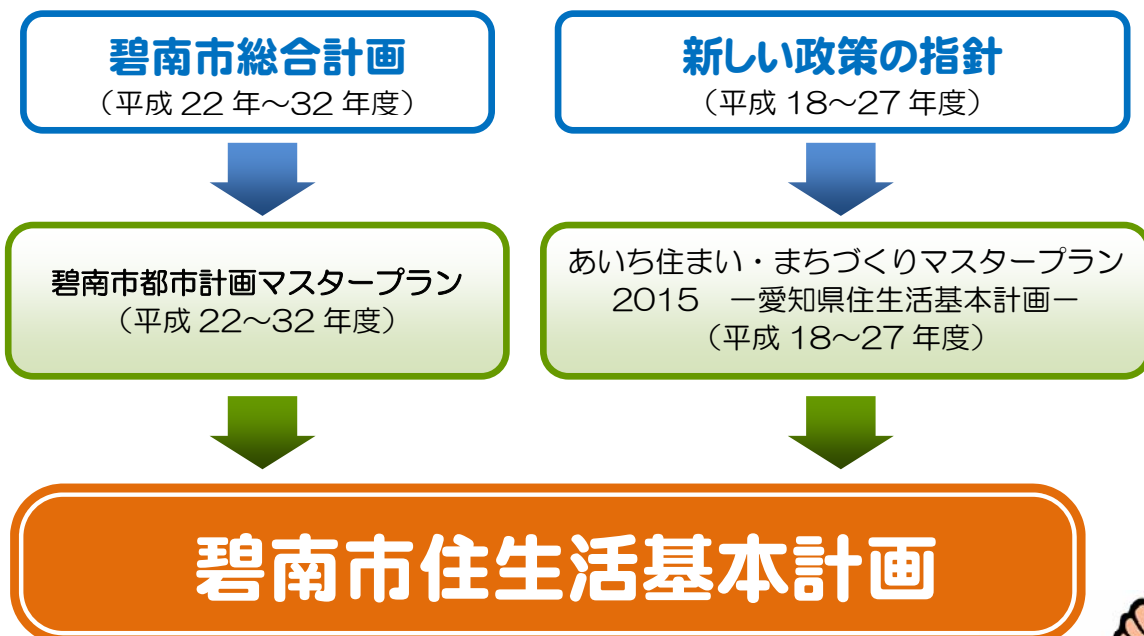 碧南市総合計画
（平成 22 年～32 年度）
新しい政策の指針
（平成 18～27 年度）
碧南市都市計画マスタープラン
（平成 22～32 年度）
あいち住まい・まちづくりマスタープラン
2015　－愛知県住生活基本計画－
（平成 18～27 年度）
碧南市住生活基本計画